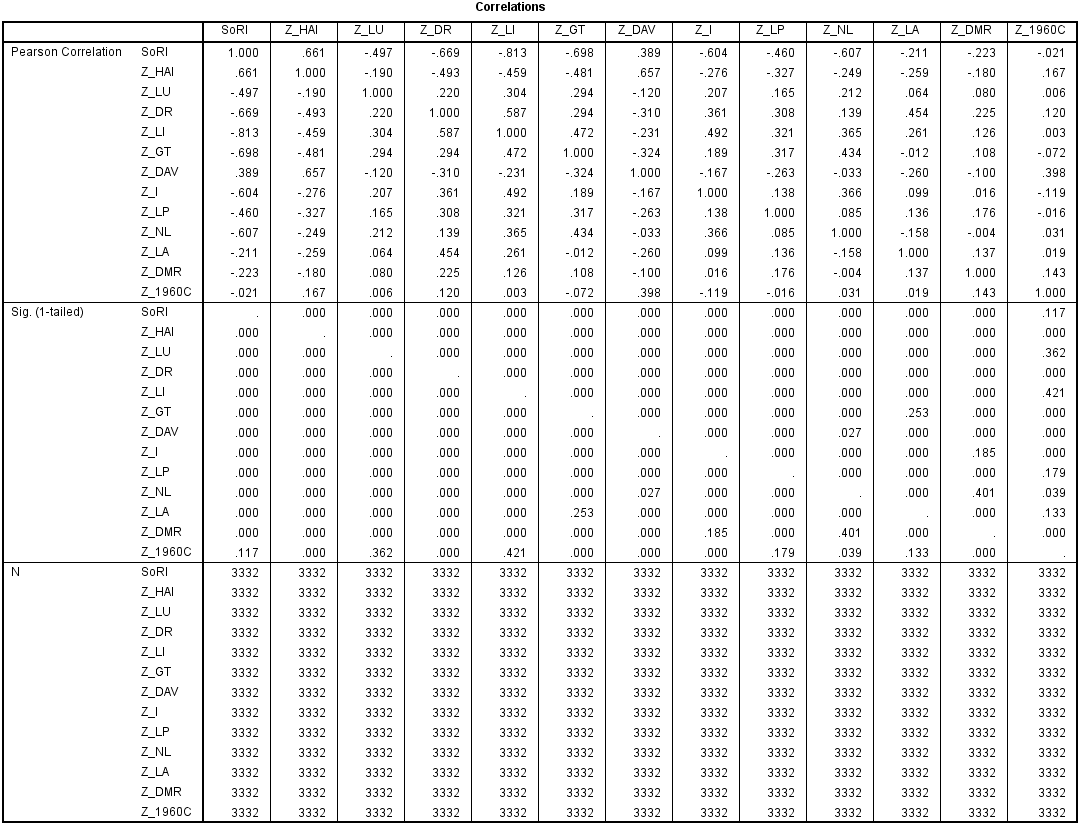 Correlations
SoRI Z_HAI Z_LU Z_DR Z_LI Z_GT Z_DAV Z_I Z_LP Z_NL Z_LA Z_DMR Z_1960C
Pearson Correlation SoRI 1.000 .661 -.497 -.669 -.813 -.698 .389 -.604 -.460 -.607 -.211 -.223 -.021
Z_HAI .661 1.000 -.190 -.493 -.459 -.481 .657 -.276 -.327 -.249 -.259 -.180 .167
Z_LU -.497 -.190 1.000 .220 .304 .294 -.120 .207 .165 .212 .064 .080 .006
Z_DR -.669 -.493 .220 1.000 .587 .294 -.310 .361 .308 .139 .454 .225 .120
Z_LI -.813 -.459 .304 .587 1.000 .472 -.231 .492 .321 .365 .261 .126 .003
Z_GT -.698 -.481 .294 .294 .472 1.000 -.324 .189 .317 .434 -.012 .108 -.072
Z_DAV .389 .657 -.120 -.310 -.231 -.324 1.000 -.167 -.263 -.033 -.260 -.100 .398
Z_I -.604 -.276 .207 .361 .492 .189 -.167 1.000 .138 .366 .099 .016 -.119
Z_LP -.460 -.327 .165 .308 .321 .317 -.263 .138 1.000 .085 .136 .176 -.016
Z_NL -.607 -.249 .212 .139 .365 .434 -.033 .366 .085 1.000 -.158 -.004 .031
Z_LA -.211 -.259 .064 .454 .261 -.012 -.260 .099 .136 -.158 1.000 .137 .019
Z_DMR -.223 -.180 .080 .225 .126 .108 -.100 .016 .176 -.004 .137 1.000 .143
Z_1960C -.021 .167 .006 .120 .003 -.072 .398 -.119 -.016 .031 .019 .143 1.000
Sig. (1-tailed) SoRI . .000 .000 .000 .000 .000 .000 .000 .000 .000 .000 .000 .117
Z_HAI .000 . .000 .000 .000 .000 .000 .000 .000 .000 .000 .000 .000
Z_LU .000 .000 . .000 .000 .000 .000 .000 .000 .000 .000 .000 .362
Z_DR .000 .000 .000 . .000 .000 .000 .000 .000 .000 .000 .000 .000
Z_LI .000 .000 .000 .000 . .000 .000 .000 .000 .000 .000 .000 .421
Z_GT .000 .000 .000 .000 .000 . .000 .000 .000 .000 .253 .000 .000
Z_DAV .000 .000 .000 .000 .000 .000 . .000 .000 .027 .000 .000 .000
Z_I .000 .000 .000 .000 .000 .000 .000 . .000 .000 .000 .185 .000
Z_LP .000 .000 .000 .000 .000 .000 .000 .000 . .000 .000 .000 .179
Z_NL .000 .000 .000 .000 .000 .000 .027 .000 .000 . .000 .401 .039
Z_LA .000 .000 .000 .000 .000 .253 .000 .000 .000 .000 . .000 .133
Z_DMR .000 .000 .000 .000 .000 .000 .000 .185 .000 .401 .000 . .000
Z_1960C .117 .000 .362 .000 .421 .000 .000 .000 .179 .039 .133 .000 .
N SoRI 3332 3332 3332 3332 3332 3332 3332 3332 3332 3332 3332 3332 3332
Z_HAI 3332 3332 3332 3332 3332 3332 3332 3332 3332 3332 3332 3332 3332
Z_LU 3332 3332 3332 3332 3332 3332 3332 3332 3332 3332 3332 3332 3332
Z_DR 3332 3332 3332 3332 3332 3332 3332 3332 3332 3332 3332 3332 3332
Z_LI 3332 3332 3332 3332 3332 3332 3332 3332 3332 3332 3332 3332 3332
Z_GT 3332 3332 3332 3332 3332 3332 3332 3332 3332 3332 3332 3332 3332
Z_DAV 3332 3332 3332 3332 3332 3332 3332 3332 3332 3332 3332 3332 3332
Z_I 3332 3332 3332 3332 3332 3332 3332 3332 3332 3332 3332 3332 3332
Z_LP 3332 3332 3332 3332 3332 3332 3332 3332 3332 3332 3332 3332 3332
Z_NL 3332 3332 3332 3332 3332 3332 3332 3332 3332 3332 3332 3332 3332
Z_LA 3332 3332 3332 3332 3332 3332 3332 3332 3332 3332 3332 3332 3332
Z_DMR 3332 3332 3332 3332 3332 3332 3332 3332 3332 3332 3332 3332 3332
Z_1960C 3332 3332 3332 3332 3332 3332 3332 3332 3332 3332 3332 3332 3332